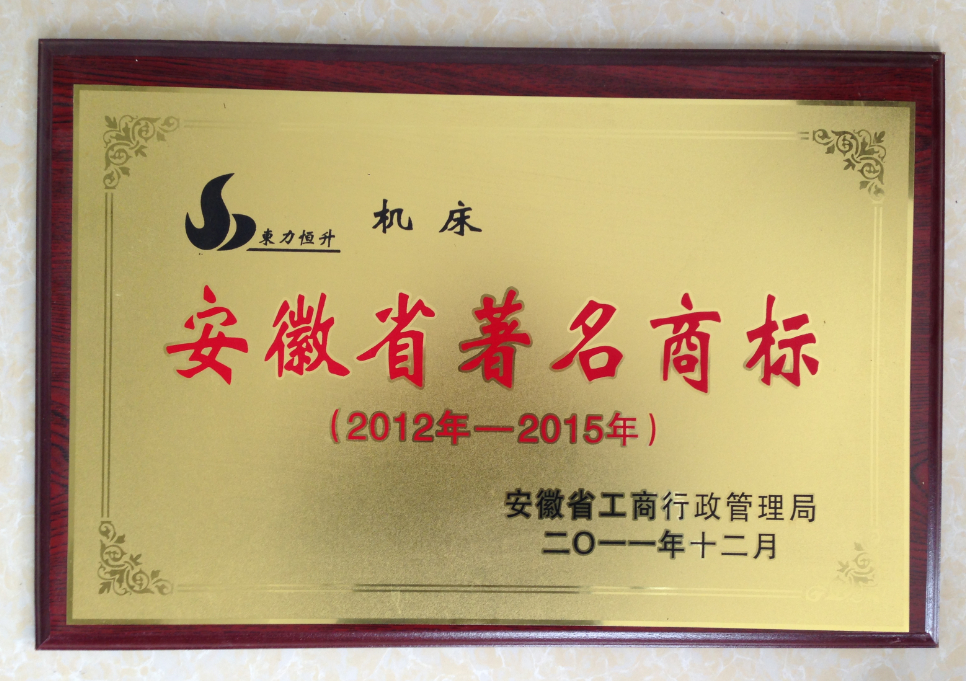 東力恒升 机床
安徽省著名商标
（2012年—2015年）
安徽省工商行政管理局
二〇一一年十二月